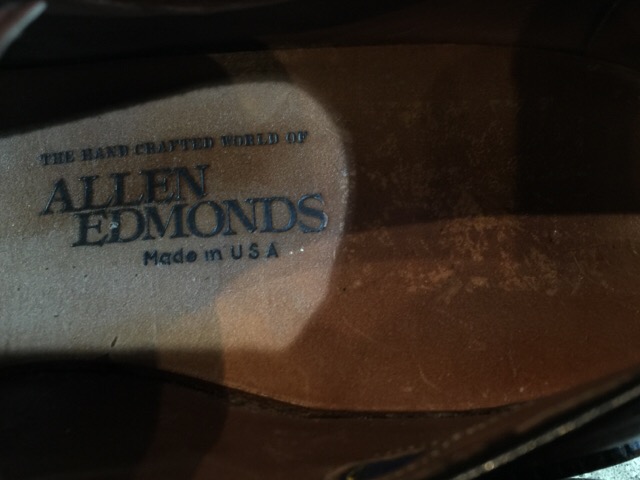 THE HAND CRAFTED WORLD OF
ALLEN
EDMONDS
Made in USA